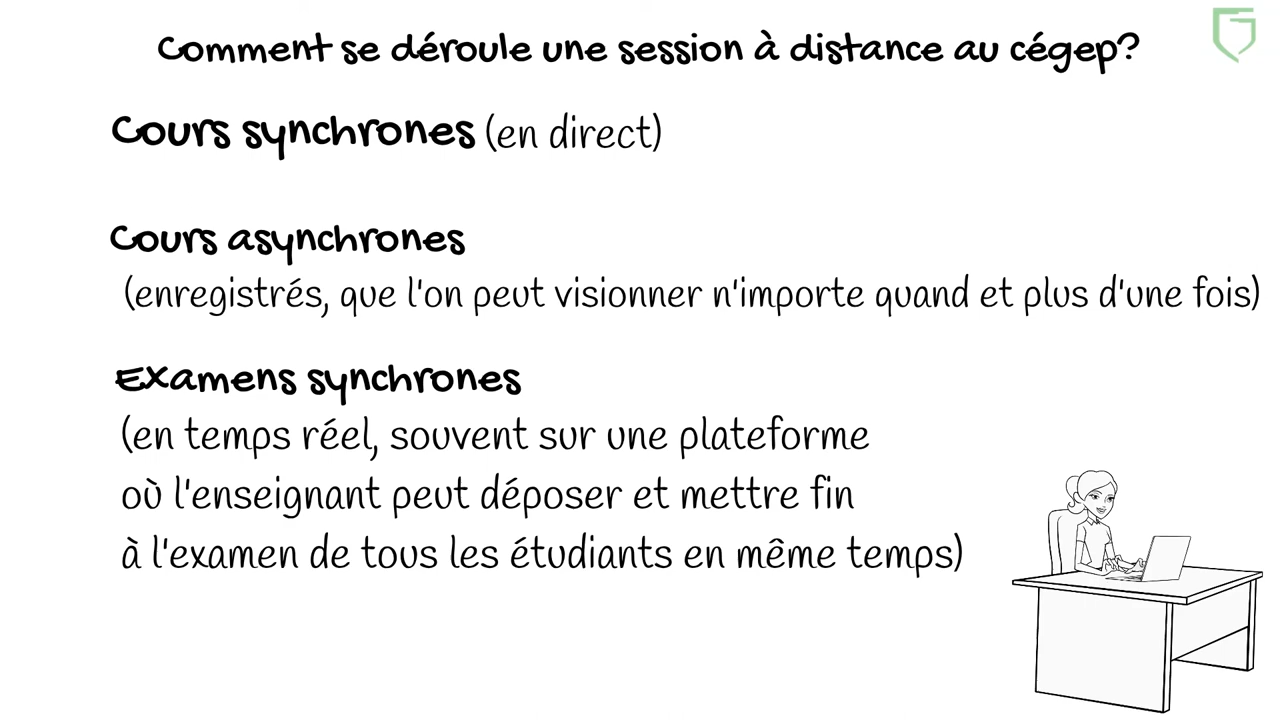 Comment se déroule une session à distance au cégep?
Cours synchrones (en direct)
Cours asynchrones
(enregistrés, que l'on peut visionner n'importe quand et plus d'une fois)
Examens synchrones
(en temps réel, souvent sur une plateforme
où l'enseignant peut déposer et mettre fin
à l'examen de tous les étudiants en même temps)